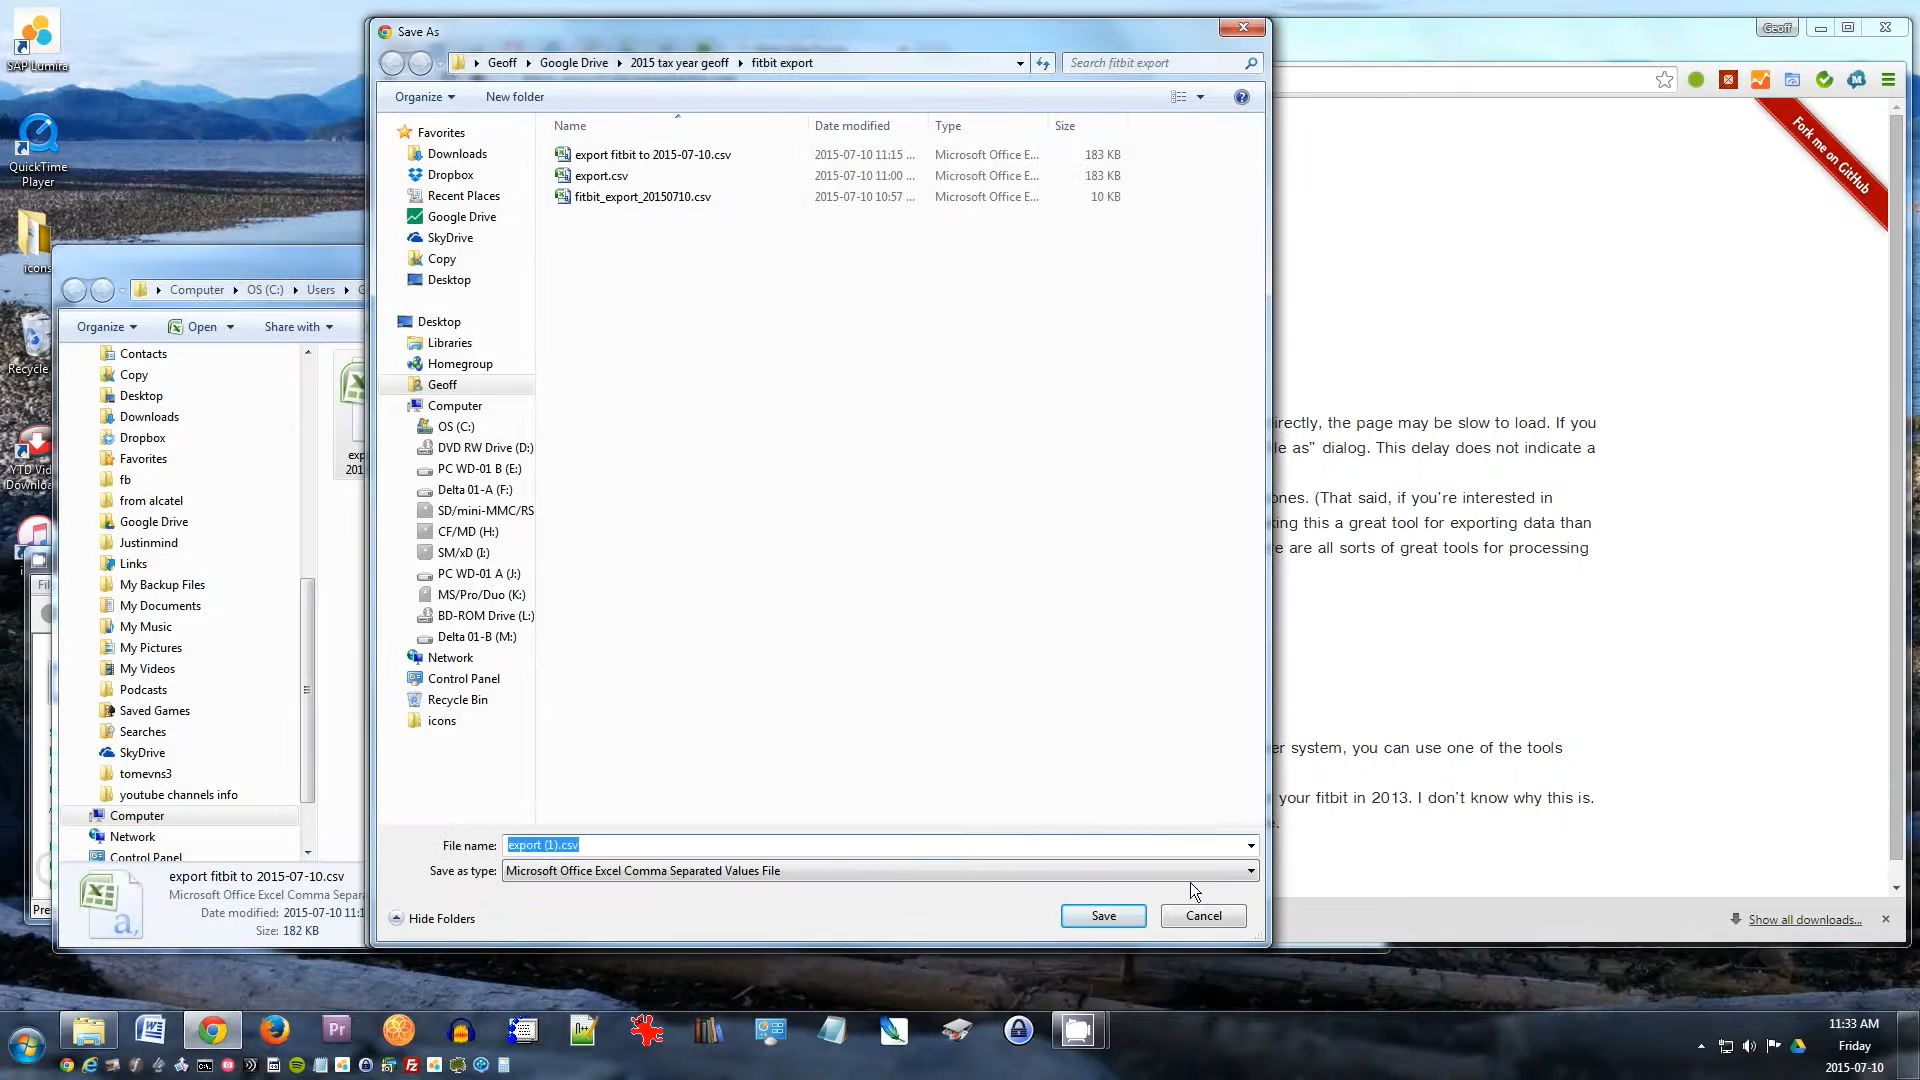 SAP Lumira
QuickTime
Player
icons
Recycle
YTD Vid
Downloa
Save As
Geoff
Geoff
Google Drive
2015 tax year geoff
fitbit export
Search fitbit export
Organize
New folder
Name
Date modified
Type
Size
export fitbit to 2015-07-10.csv
2015-07-10 11:15 ...
Microsoft Office E...
183 KB
export.csv
2015-07-10 11:00 ...
Microsoft Office E...
183 KB
fitbit_export_20150710.csv
2015-07-10 10:57 ...
Microsoft Office E...
10 KB
Favorites
Downloads
Dropbox
Recent Places
Google Drive
SkyDrive
Copy
Desktop
Desktop
Libraries
Homegroup
Geoff
Computer
OS (C:)
DVD RW Drive (D:)
PC WD-01 B (E:)
Delta 01-A (F:)
SD/mini-MMC/RS
CF/MD (H:)
SM/xD (I:)
PC WD-01 A (J:)
MS/Pro/Duo (K:)
BD-ROM Drive (L:)
Delta 01-B (M:)
Network
Control Panel
Recycle Bin
icons
File name:
export (1).csv
Save as type:
Microsoft Office Excel Comma Separated Values File
Hide Folders
Save
Cancel
Computer
OS (C:)
Users
G
Organize
Open
Share with
Contacts
Copy
Desktop
Downloads
Dropbox
Favorites
fb
from alcatel
Google Drive
Justinmind
Links
My Backup Files
My Documents
My Music
My Pictures
My Videos
Podcasts
Saved Games
Searches
SkyDrive
tomevns3
youtube channels info
Computer
Network
Control Panel
exp
201
export fitbit to 2015-07-10.csv
Microsoft Office Excel Comma Separa
Date modified: 2015-07-10 11:1
Size: 182 KB
Fil
Pre
Fork me on GitHub
irectly, the page may be slow to load. If you
le as" dialog. This delay does not indicate a
ones. (That said, if you're interested in
king this a great tool for exporting data than
e are all sorts of great tools for processing
er system, you can use one of the tools
your fitbit in 2013. I don't know why this is.
e.
Show all downloads...
Pr
11:33 AM
Friday
2015-07-10